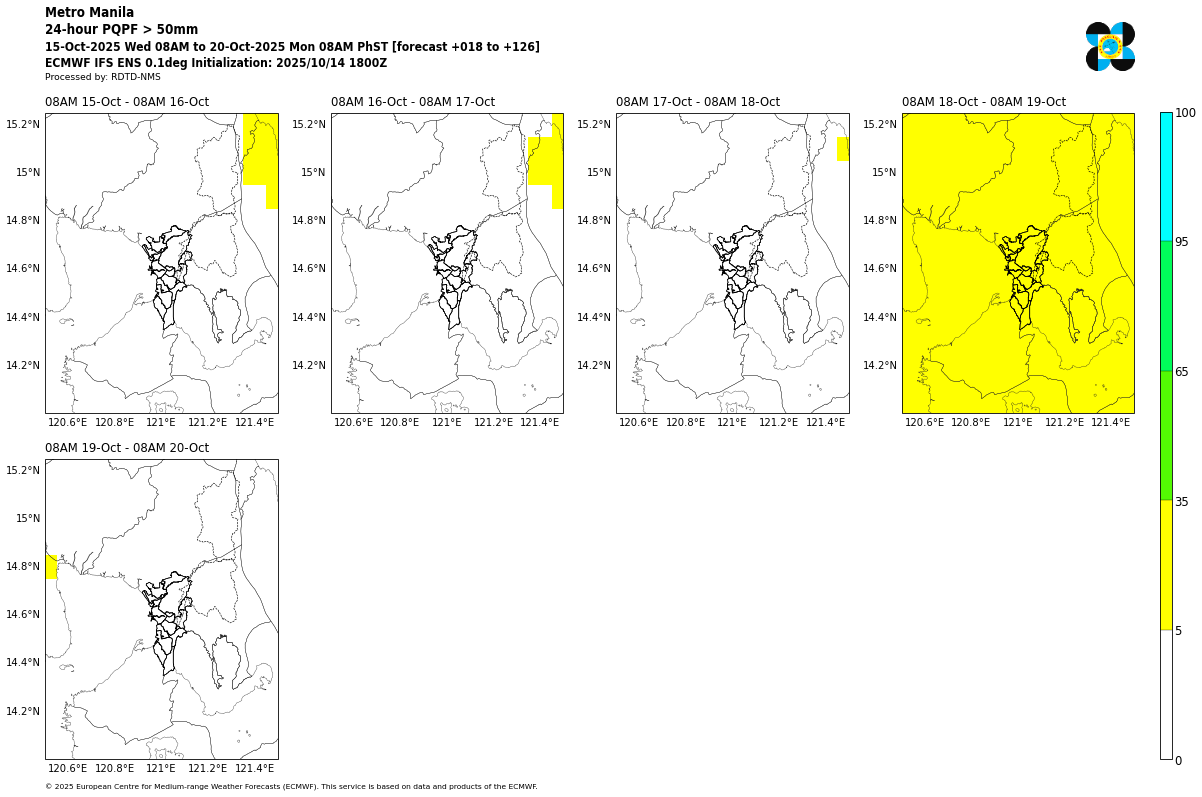 Metro Manila
24-hour PQPF > 50mm
15-Oct-2025 Wed 08AM to 20-Oct-2025 Mon 08AM PhST [forecast +018 to +126]
ECMWF IFS ENS 0.1deg Initialization: 2025/10/14 1800Z
Processed by: RDTD-NMS
08AM 15-Oct - 08AM 16-Oct
15.2°N
15°N
14.8°N
14.6°N
14.4°N
14.2°N
120.6°E 120.8°E 121°E 121.2°E 121.4°E
08AM 16-Oct - 08AM 17-Oct
15.2°N
15°N
14.8°N
14.6°N
14.4°N
14.2°N
120.6°E 120.8°E 121°E 121.2°E 121.4°E
08AM 17-Oct - 08AM 18-Oct
15.2°N
15°N
14.8°N
14.6°N
14.4°N
14.2°N
120.6°E 120.8°E 121°E 121.2°E 121.4°E
08AM 18-Oct - 08AM 19-Oct
15.2°N
15°N
14.8°N
14.6°N
14.4°N
14.2°N
120.6°E 120.8°E 121°E 121.2°E 121.4°E
100
95
65
35
5
0
08AM 19-Oct - 08AM 20-Oct
15.2°N
15°N
14.8°N
14.6°N
14.4°N
14.2°N
120.6°E 120.8°E 121°E 121.2°E 121.4°E
© 2025 European Centre for Medium-range Weather Forecasts (ECMWF). This service is based on data and products of the ECMWF.